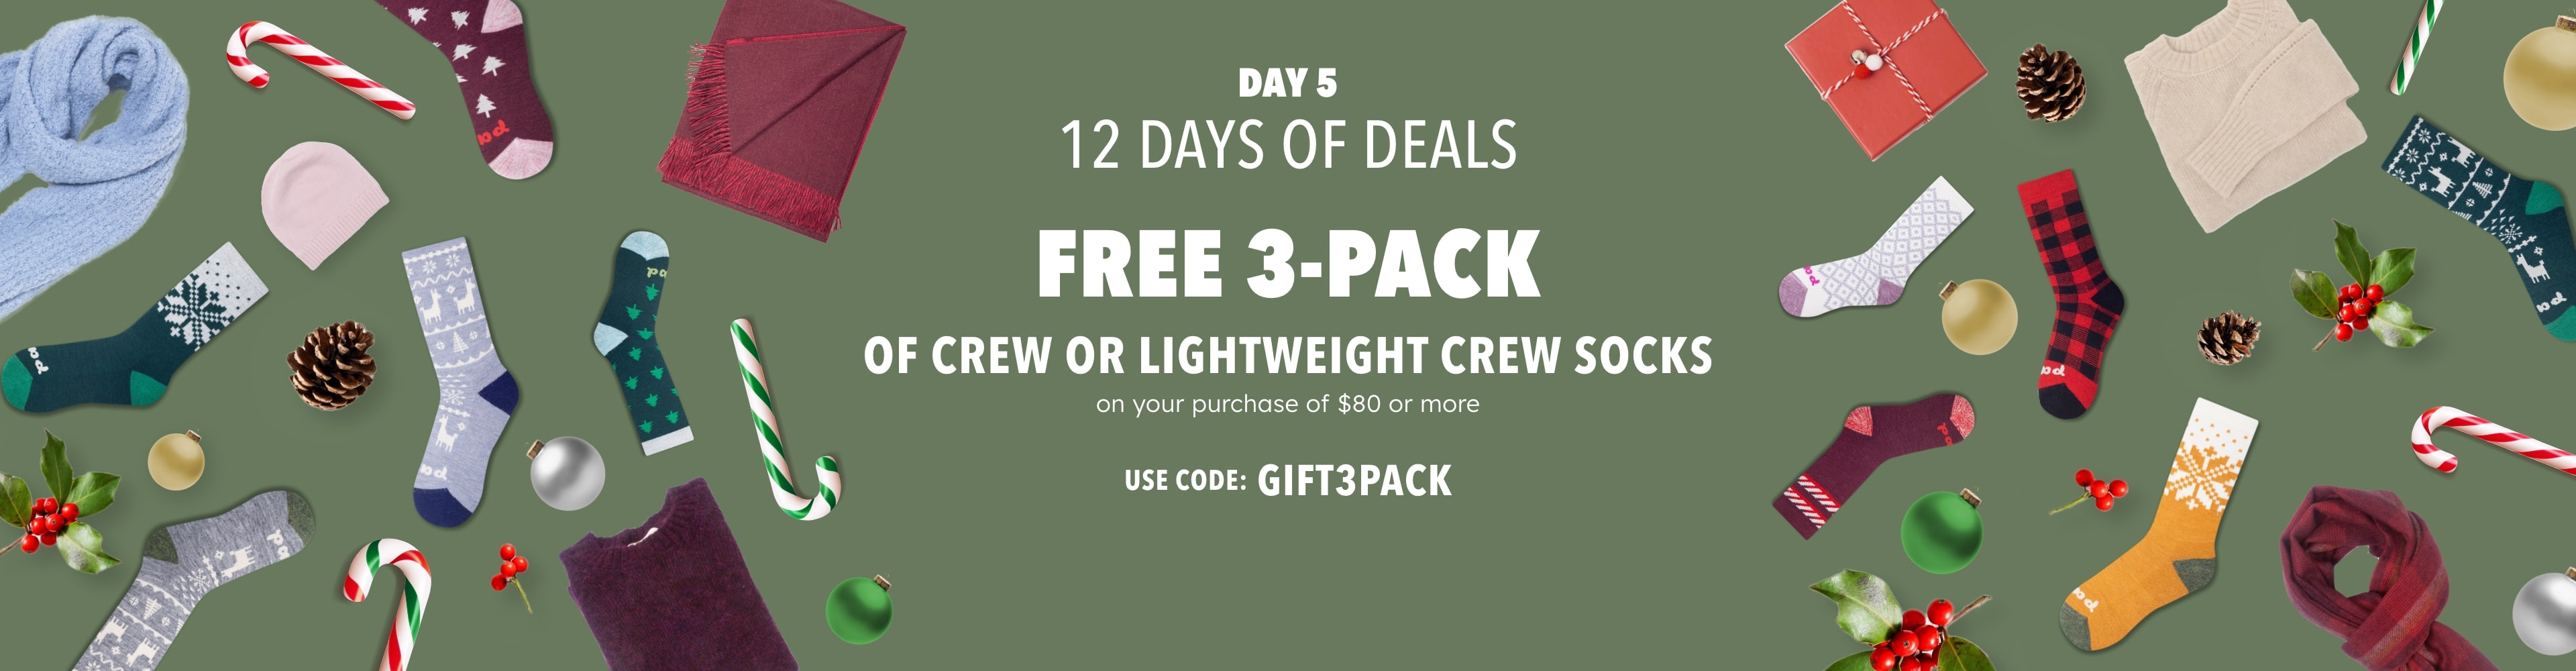 DAY 5
12 DAYS OF DEALS
FREE 3-PACK
OF CREW OR LIGHTWEIGHT CREW SOCKS
on your purchase of $80 or more
USE CODE: GIFT3PACK